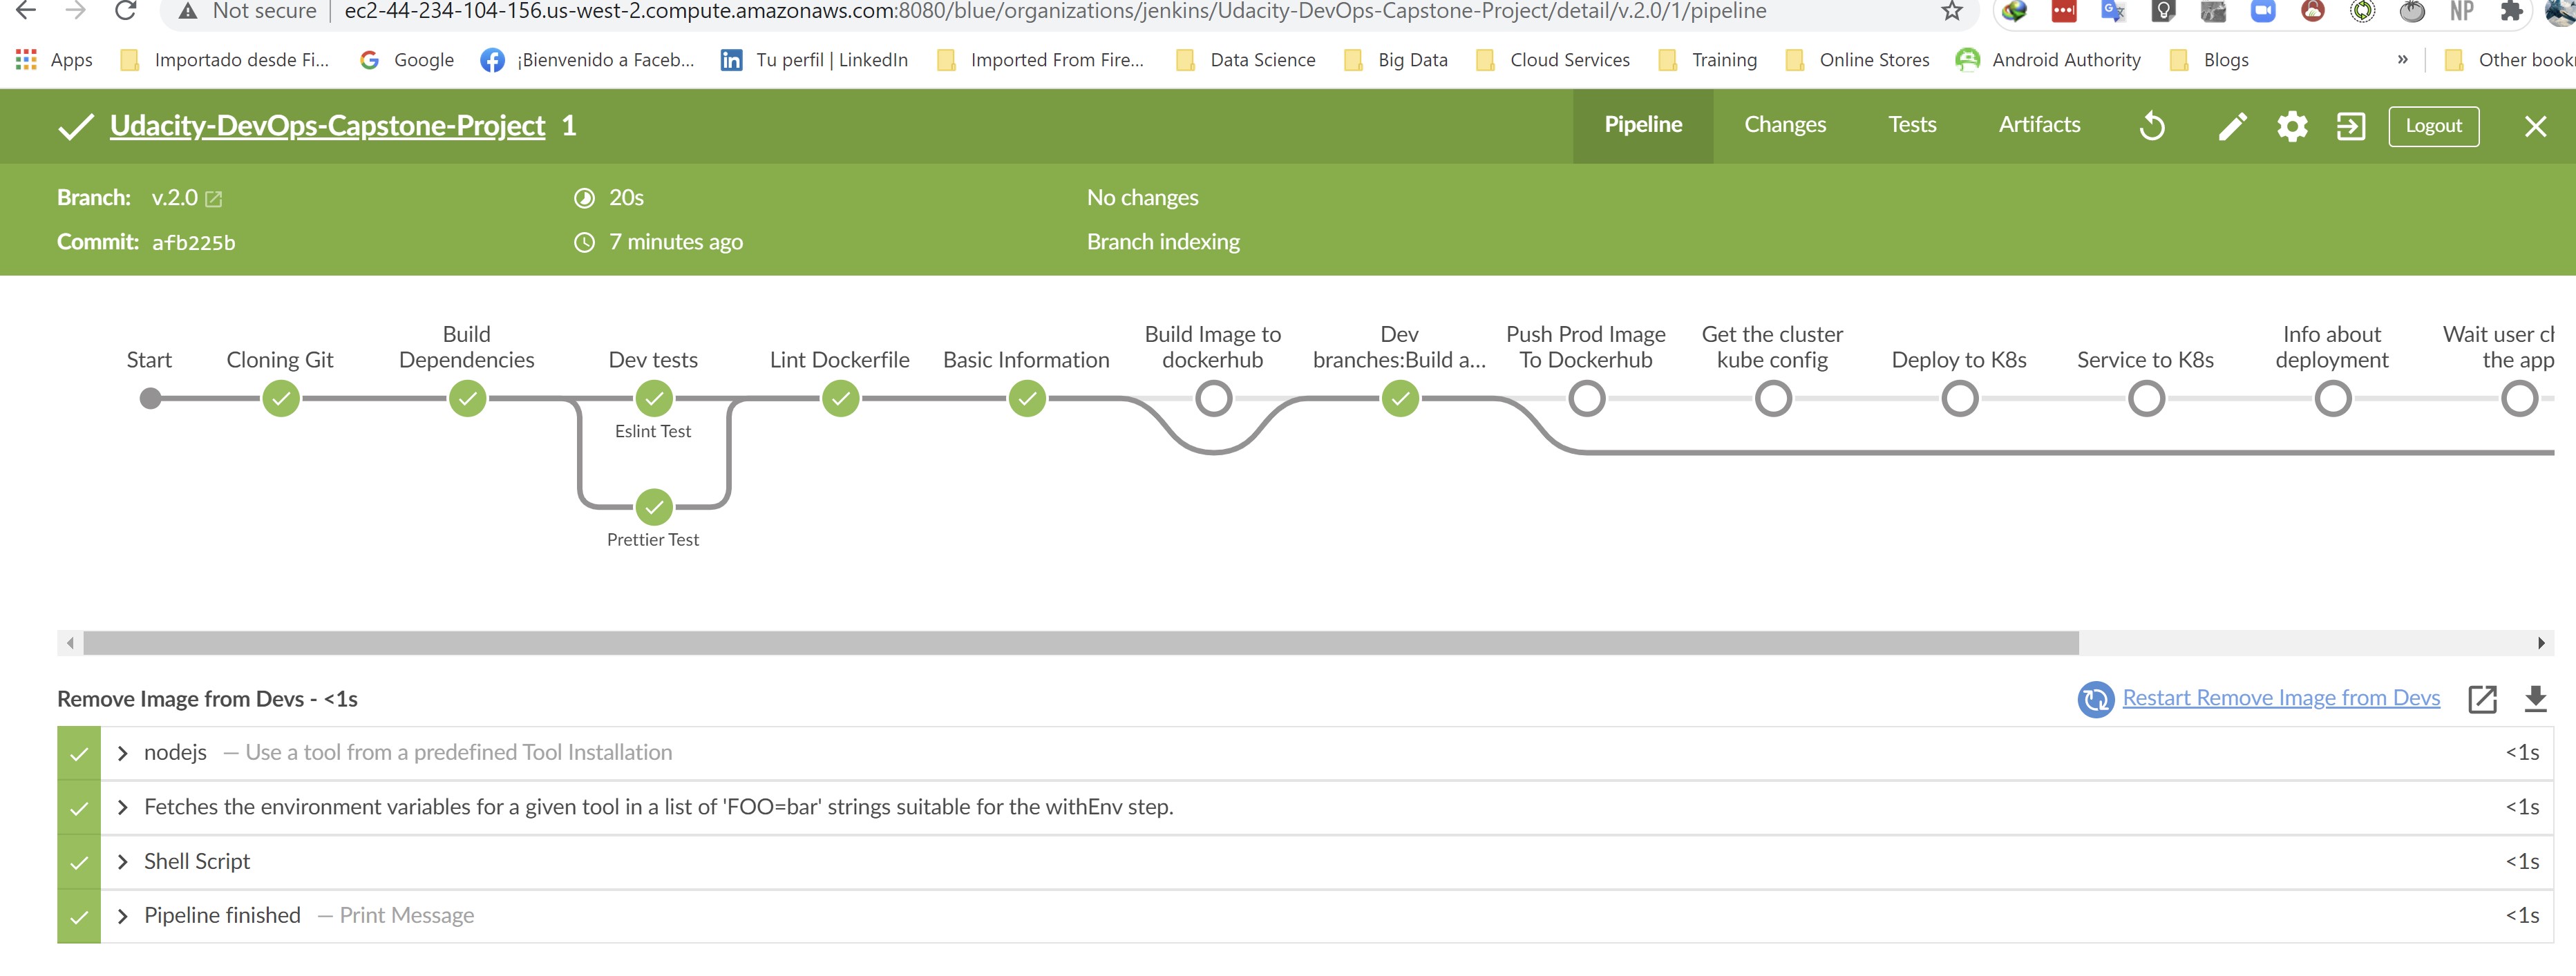 Not secure | ec2-44-234-104-156.us-west-2.compute.amazonaws.com:8080/blue/organizations/jenkins/Udacity-DevOps-Capstone-Project/detail/v.2.0/1/pipeline NP
Apps Importado desde Fi... Google ¡Bienvenido a Faceb... Tu perfil | LinkedIn Imported From Fire... Data Science Big Data Cloud Services Training Online Stores Android Authority Blogs » Other book
Udacity-DevOps-Capstone-Project 1 Pipeline Changes Tests Artifacts Logout
Branch: v.2.0 20s No changes
Commit: afb225b 7 minutes ago Branch indexing
Start
Cloning Git
Build
Dependencies
Dev tests
Lint Dockerfile
Basic Information
Build Image to
dockerhub
Dev
branches:Build a...
Push Prod Image
To Dockerhub
Get the cluster
kube config
Deploy to K8s
Service to K8s
Info about
deployment
Wait user ch
the app
Eslint Test
Prettier Test
Remove Image from Devs - <1s Restart Remove Image from Devs
nodejs — Use a tool from a predefined Tool Installation <1s
Fetches the environment variables for a given tool in a list of 'FOO=bar' strings suitable for the withEnv step. <1s
Shell Script <1s
Pipeline finished — Print Message <1s